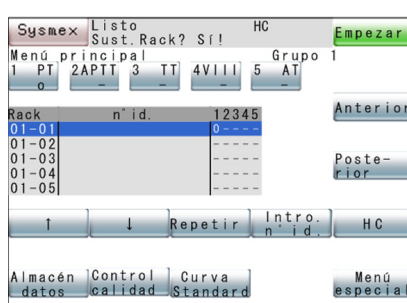 Sysmex
Listo HC
Sust.Rack? Sí!
Empezar
Menú principal Grupo 1
1 PT 2APTT 3 TT 4VIII 5 AT
o - - - -
Anterior
Rack n°id. 12345
01-01 0----
01-02 -----
01-03 -----
01-04 -----
01-05 -----
Poste-
rior
↑ ↓ Repetir Intro.
n° id. HC
Almacén
datos
Control
calidad
Curva
Standard
Menú
especial